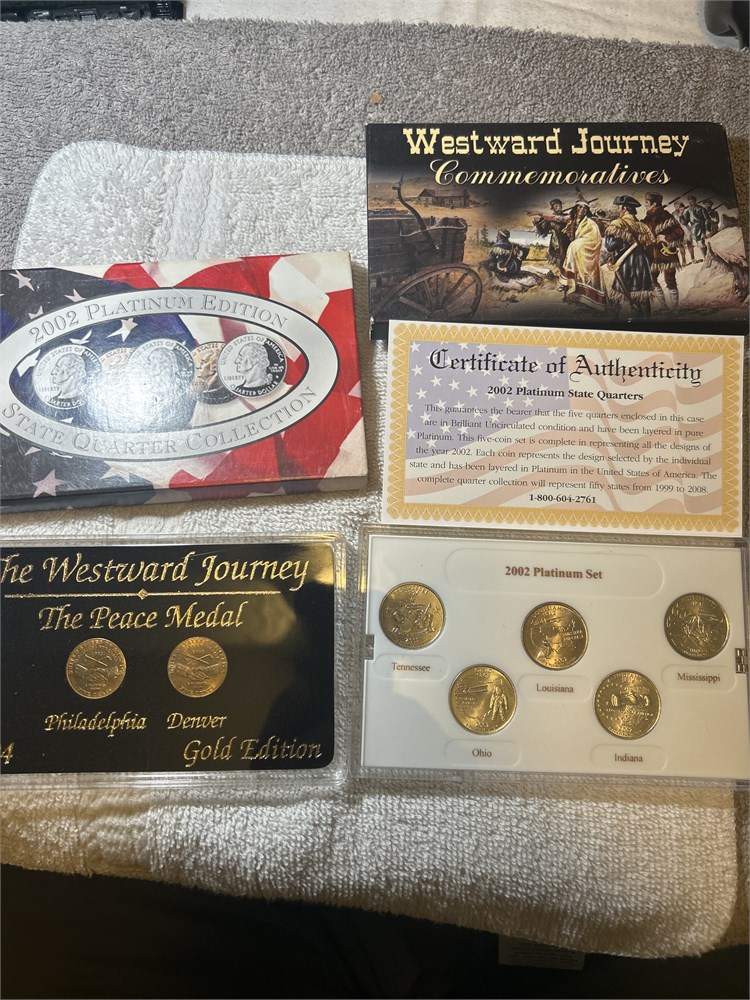 Westward Journey
Commemoratives
2002 PLATINUM EDITION
STATE QUARTER COLLECTION
Certificate of Authenticity
2002 Platinum State Quarters
This guarantees the bearer that the five quarters enclosed in this case
are in Brilliant Uncirculated condition and have been layered in pure
Platinum. This five-coin set is complete in representing all the designs of
the year 2002. Each coin represents the design selected by the individual
state and has been layered in Platinum in the United States of America. The
complete quarter collection will represent fifty states from 1999 to 2008.
1-800-604-2761
he Westward Journey
The Peace Medal
Philadelphia Denver
4 Gold Edition
2002 Platinum Set
Tennessee
Louisiana
Mississippi
Ohio
Indiana